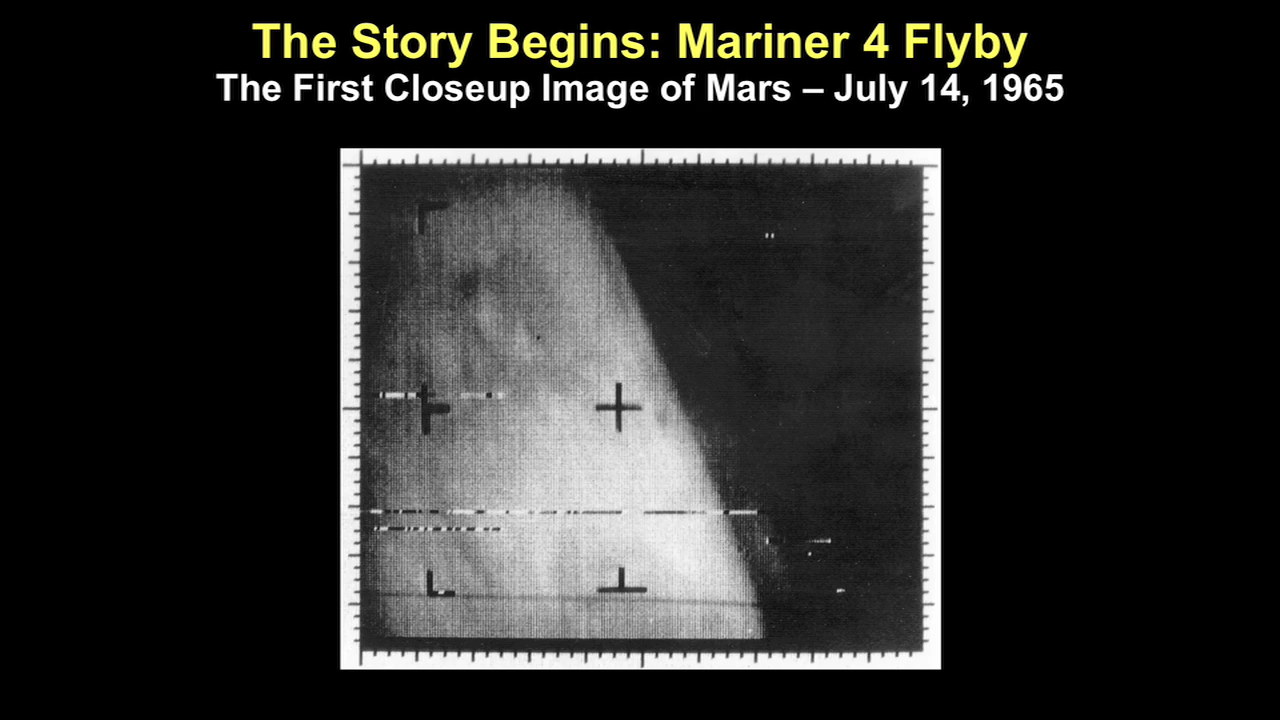 The Story Begins: Mariner 4 Flyby
The First Closeup Image of Mars – July 14, 1965